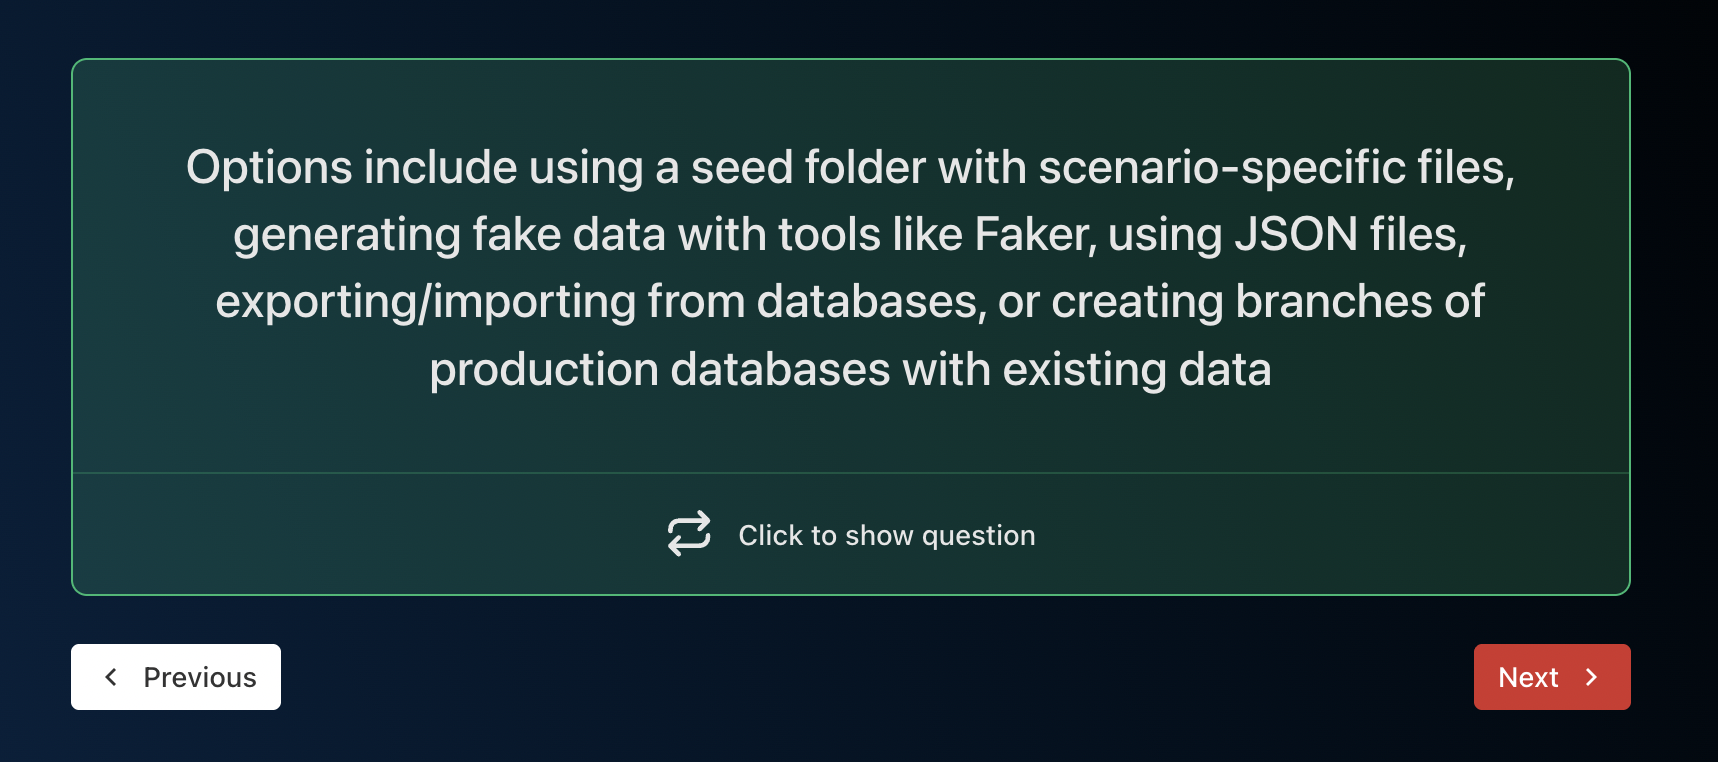 Options include using a seed folder with scenario-specific files,
generating fake data with tools like Faker, using JSON files,
exporting/importing from databases, or creating branches of
production databases with existing data
Click to show question
Previous
Next